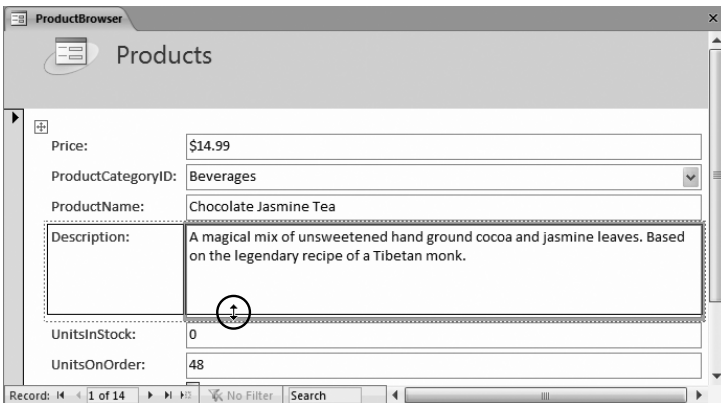 ProductBrowser
Products
Price: $14.99
ProductCategoryID: Beverages
ProductName: Chocolate Jasmine Tea
Description: A magical mix of unsweetened hand ground cocoa and jasmine leaves. Based
on the legendary recipe of a Tibetan monk.
UnitsInStock: 0
UnitsOnOrder: 48
Record: 1 of 14 No Filter Search